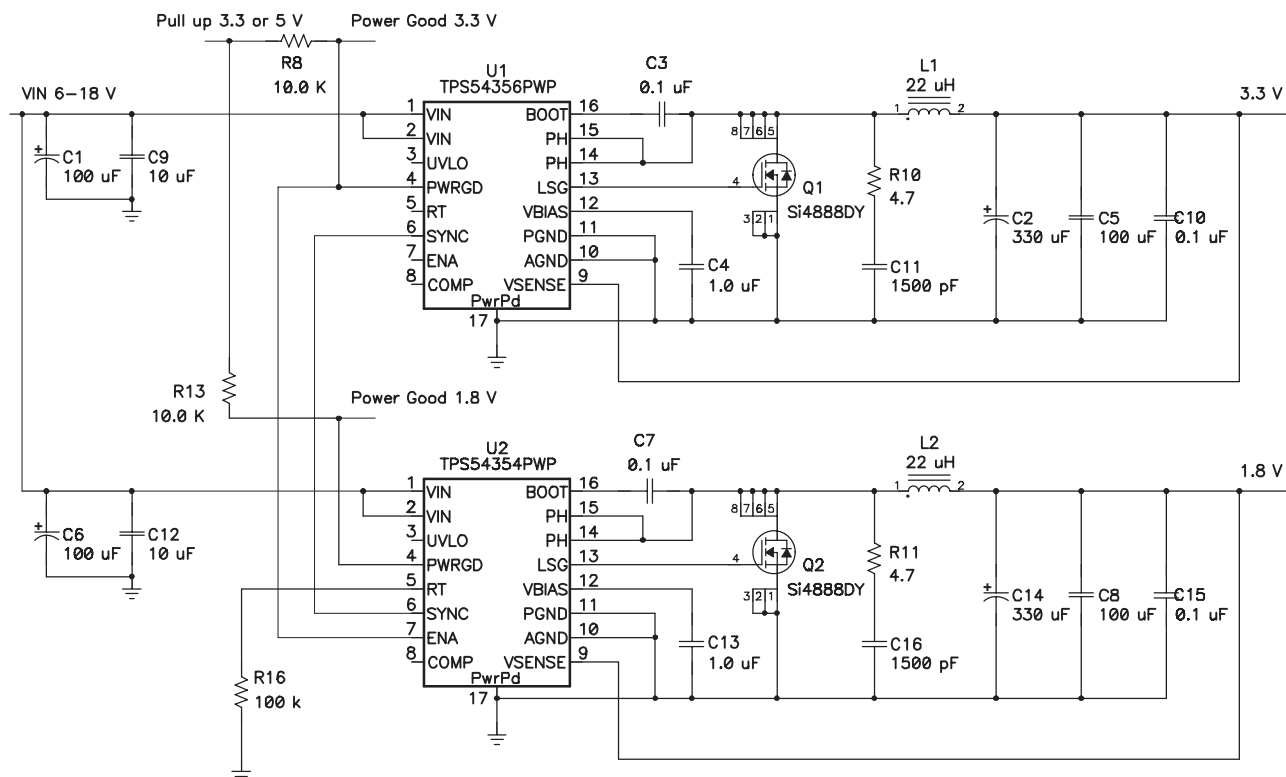 Pull up 3.3 or 5 V
Power Good 3.3 V
R8
10.0 K
VIN 6-18 V
C1
100 uF
C9
10 uF
U1
TPS54356PWP
1 VIN
2 VIN
3 UVLO
4 PWRGD
5 RT
6 SYNC
7 ENA
8 COMP
BOOT 16
PH 15
PH 14
LSG 13
VBIAS 12
PGND 11
AGND 10
VSENSE 9
PwrPd
17
C3
0.1 uF
C4
1.0 uF
8 7 6 5
4
3 2 1
Q1
Si4888DY
R10
4.7
C11
1500 pF
L1
22 uH
1 2
3.3 V
C2
330 uF
C5
100 uF
C10
0.1 uF
R13
10.0 K
Power Good 1.8 V
C6
100 uF
C12
10 uF
R16
100 k
U2
TPS54354PWP
1 VIN
2 VIN
3 UVLO
4 PWRGD
5 RT
6 SYNC
7 ENA
8 COMP
BOOT 16
PH 15
PH 14
LSG 13
VBIAS 12
PGND 11
AGND 10
VSENSE 9
PwrPd
17
C7
0.1 uF
C13
1.0 uF
8 7 6 5
4
3 2 1
Q2
Si4888DY
R11
4.7
C16
1500 pF
L2
22 uH
1 2
1.8 V
C14
330 uF
C8
100 uF
C15
0.1 uF